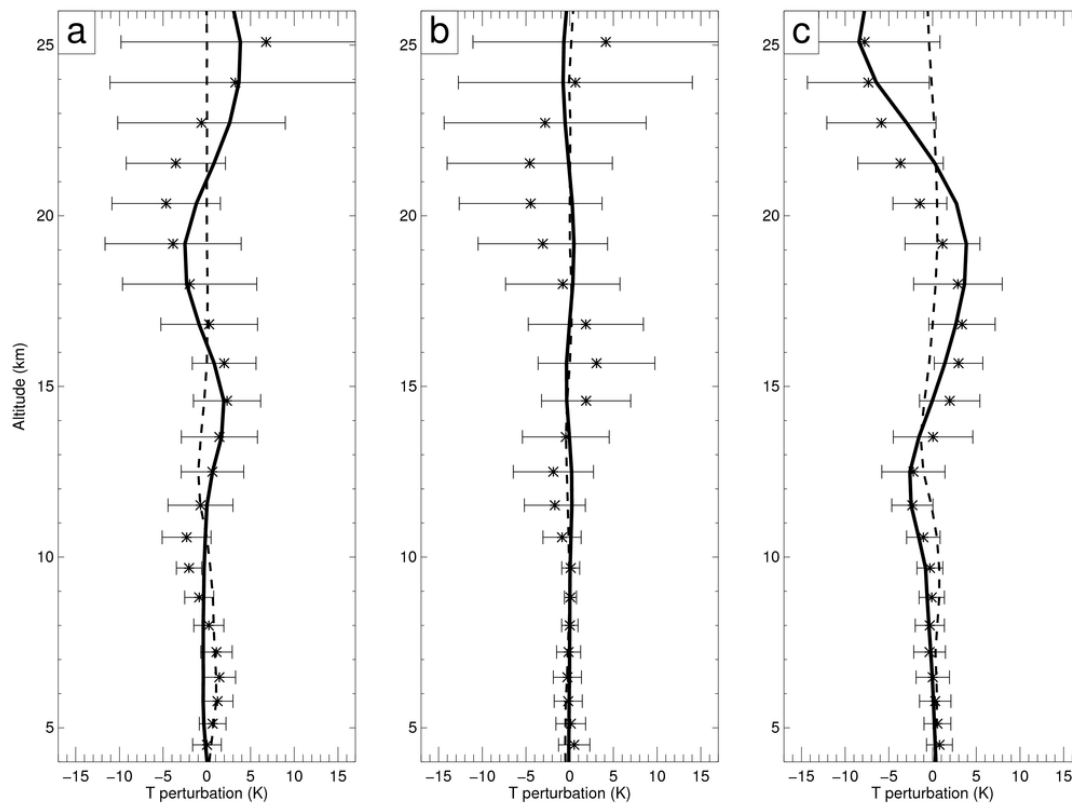 a b c
25 25 25
20 20 20
15 15 15
10 10 10
5 5 5
Altitude (km)
−15 −10 −5 0 5 10 15 −15 −10 −5 0 5 10 15 −15 −10 −5 0 5 10 15
T perturbation (K) T perturbation (K) T perturbation (K)